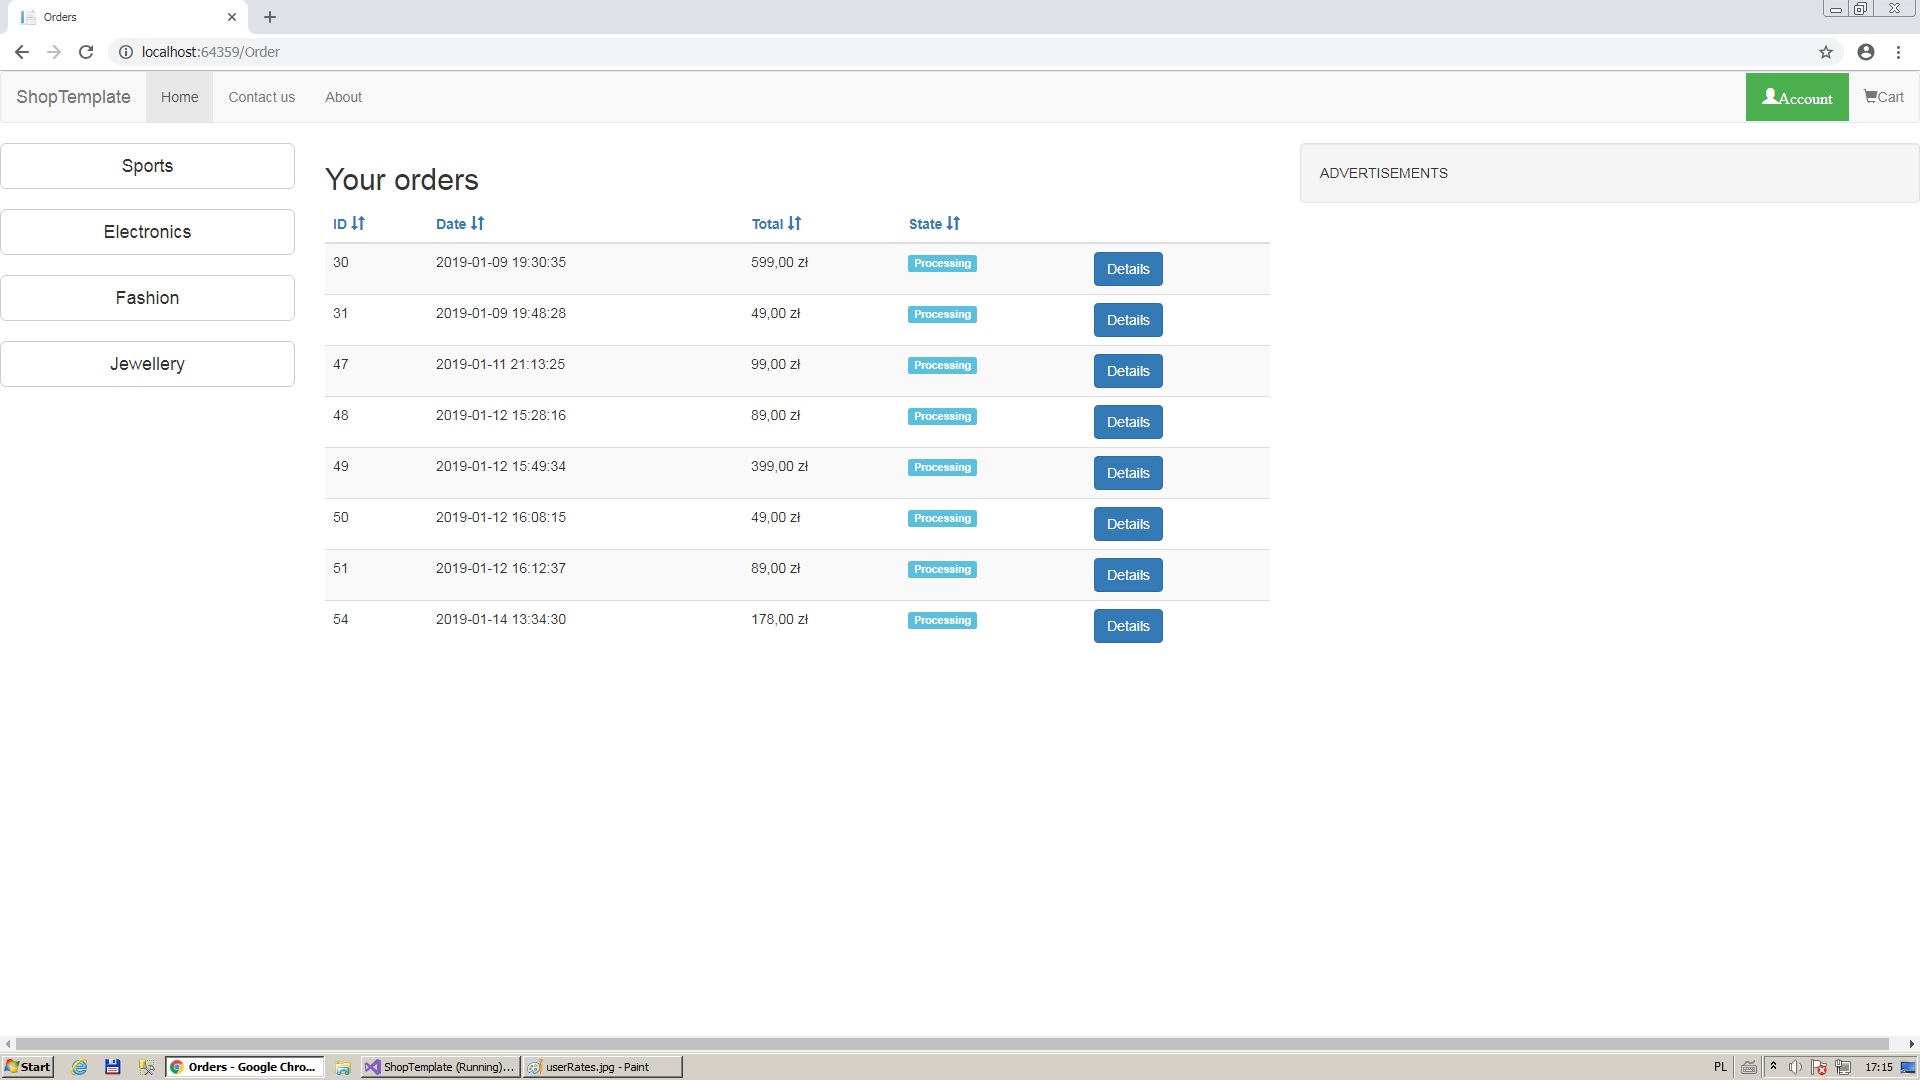 Orders
localhost:64359/Order
ShopTemplate Home Contact us About Account Cart
Sports
Electronics
Fashion
Jewellery
Your orders
ID Date Total State
30 2019-01-09 19:30:35 599,00 zł Processing Details
31 2019-01-09 19:48:28 49,00 zł Processing Details
47 2019-01-11 21:13:25 99,00 zł Processing Details
48 2019-01-12 15:28:16 89,00 zł Processing Details
49 2019-01-12 15:49:34 399,00 zł Processing Details
50 2019-01-12 16:08:15 49,00 zł Processing Details
51 2019-01-12 16:12:37 89,00 zł Processing Details
54 2019-01-14 13:34:30 178,00 zł Processing Details
ADVERTISEMENTS
Start Orders - Google Chro... ShopTemplate (Running)... userRates.jpg - Paint PL 17:15